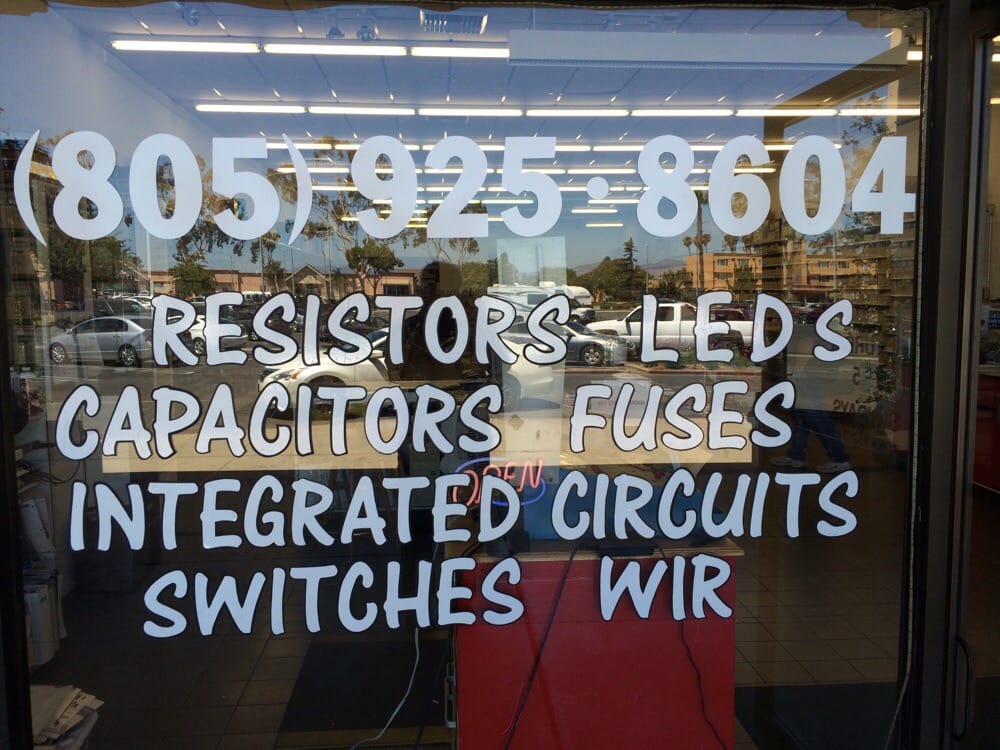 (805) 925·8604
RESISTORS LEDS
CAPACITORS FUSES
OPEN
INTEGRATED CIRCUITS
SWITCHES WIR